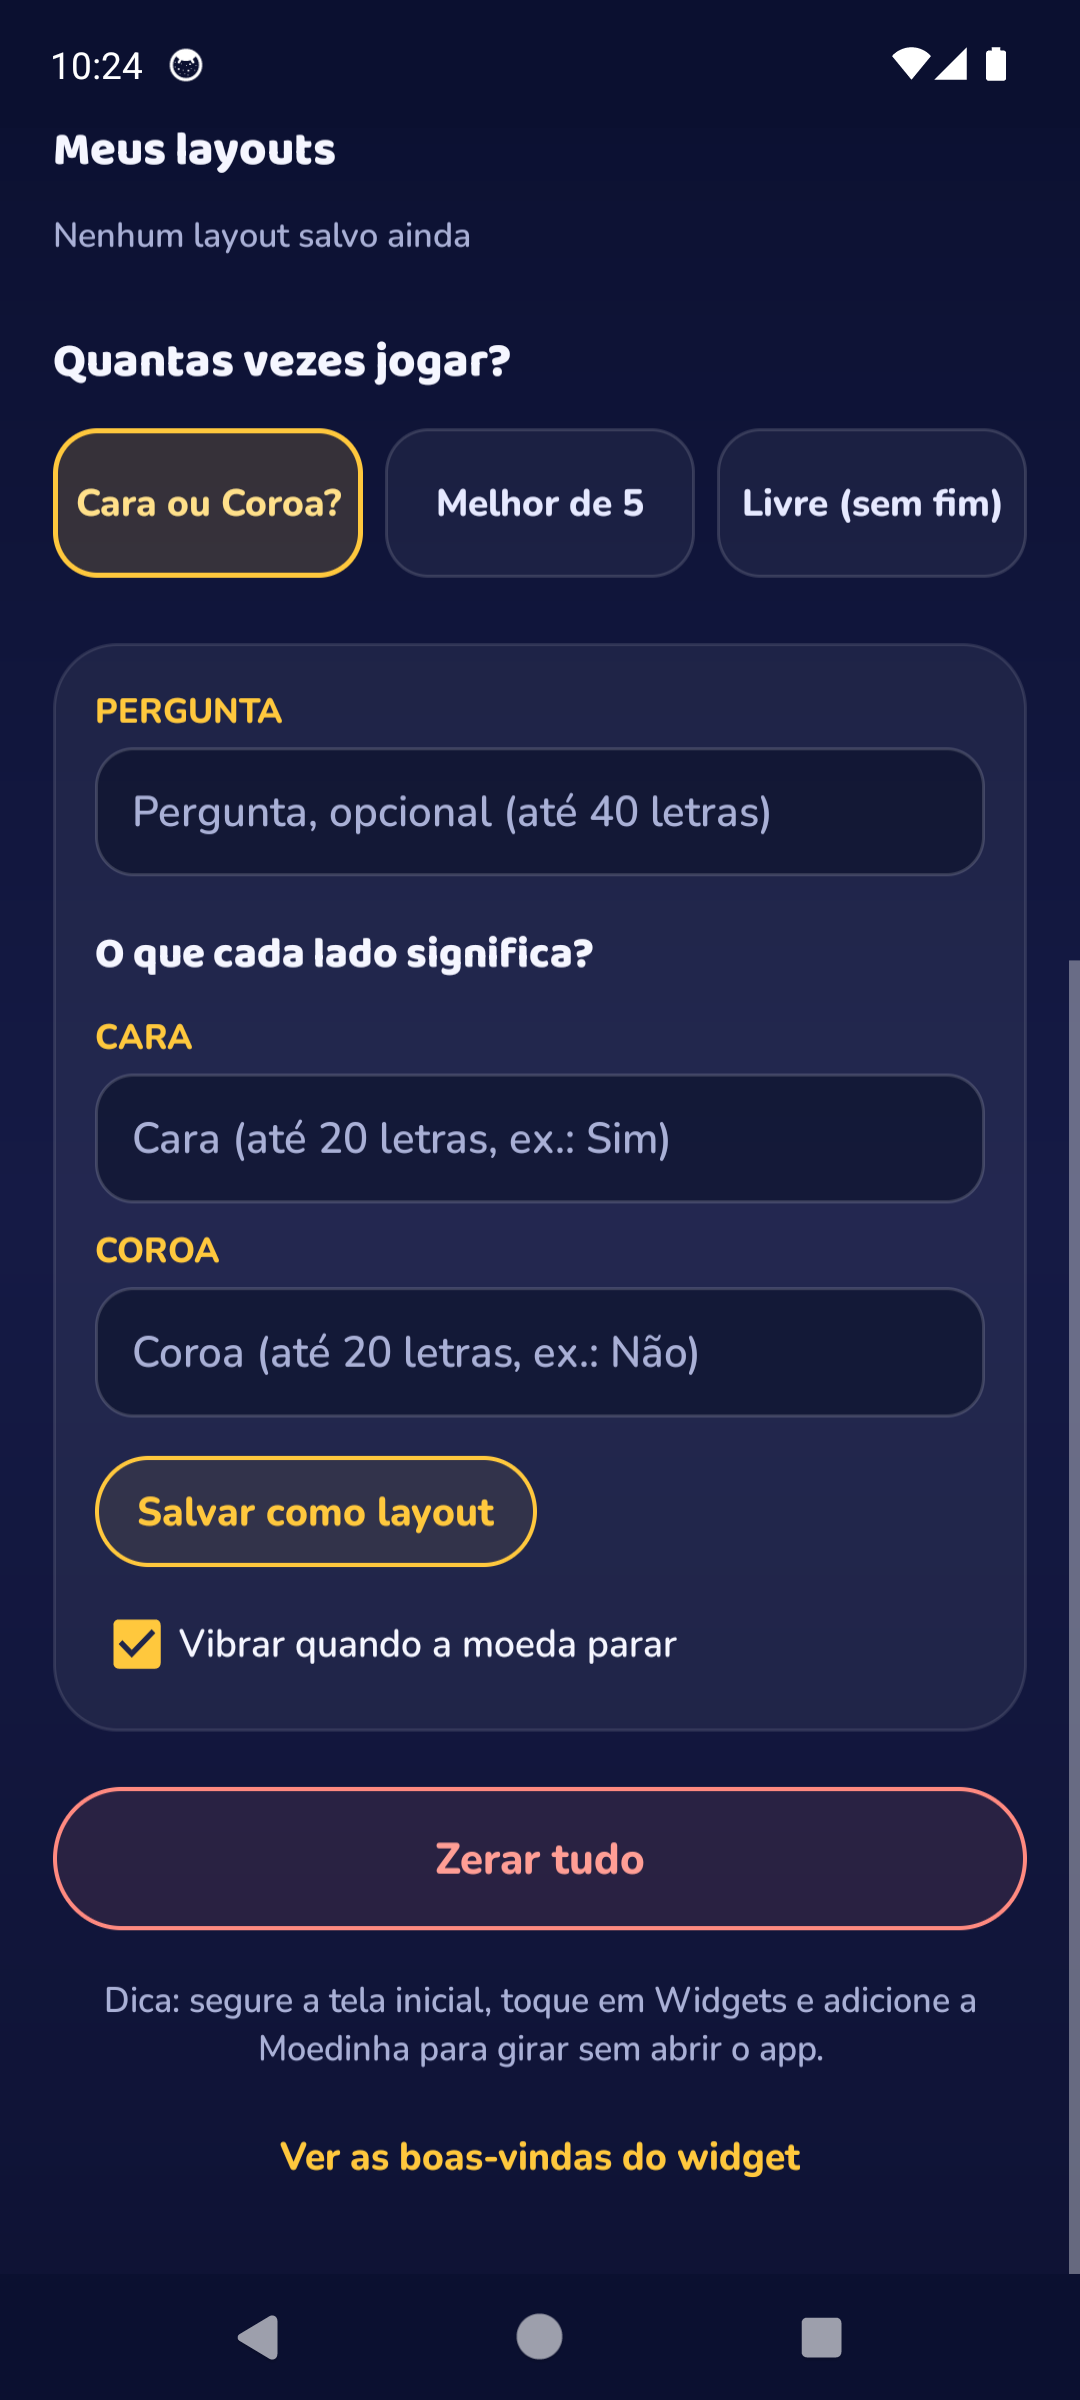 10:24
Meus layouts
Nenhum layout salvo ainda
Quantas vezes jogar?
Cara ou Coroa?
Melhor de 5
Livre (sem fim)
PERGUNTA
Pergunta, opcional (até 40 letras)
O que cada lado significa?
CARA
Cara (até 20 letras, ex.: Sim)
COROA
Coroa (até 20 letras, ex.: Não)
Salvar como layout
Vibrar quando a moeda parar
Zerar tudo
Dica: segure a tela inicial, toque em Widgets e adicione a
Moedinha para girar sem abrir o app.
Ver as boas-vindas do widget